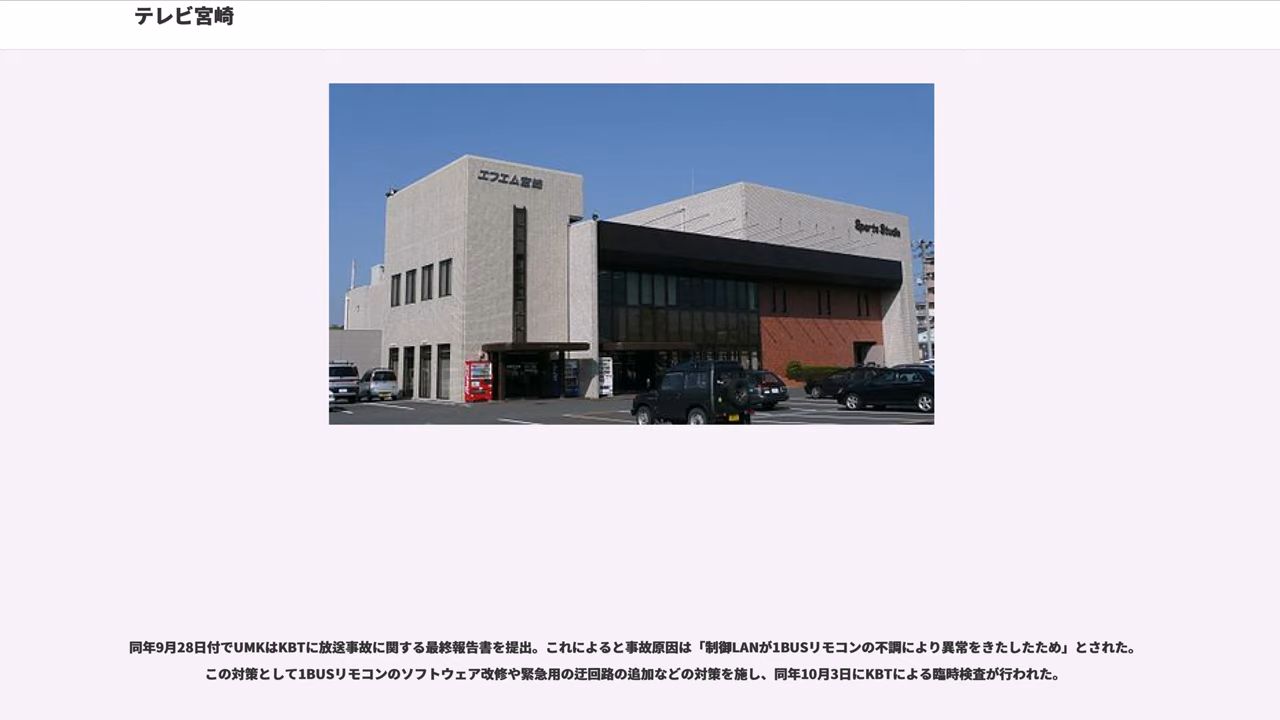 テレビ宮崎
エフエム宮崎
Sports Studio
同年9月28日付でUMKはKBTに放送事故に関する最終報告書を提出。これによると事故原因は「制御LANが1BUSリモコンの不調により異常をきたしたため」とされた。
この対策として1BUSリモコンのソフトウェア改修や緊急用の迂回路の追加などの対策を施し、同年10月3日にKBTによる臨時検査が行われた。